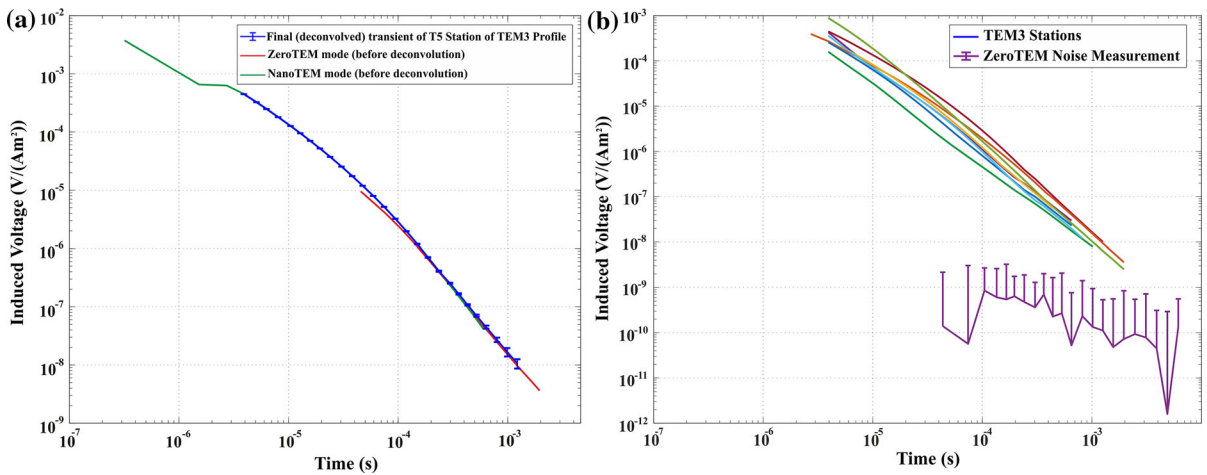 (a)
Final (deconvolved) transient of T5 Station of TEM3 Profile
ZeroTEM mode (before deconvolution)
NanoTEM mode (before deconvolution)
Induced Voltage (V/(Am²))
10⁻²
10⁻³
10⁻⁴
10⁻⁵
10⁻⁶
10⁻⁷
10⁻⁸
10⁻⁹
10⁻⁷
10⁻⁶
10⁻⁵
10⁻⁴
10⁻³
Time (s)
(b)
TEM3 Stations
ZeroTEM Noise Measurement
Induced Voltage (V/(Am²))
10⁻³
10⁻⁴
10⁻⁵
10⁻⁶
10⁻⁷
10⁻⁸
10⁻⁹
10⁻¹⁰
10⁻¹¹
10⁻¹²
10⁻⁷
10⁻⁶
10⁻⁵
10⁻⁴
10⁻³
Time (s)